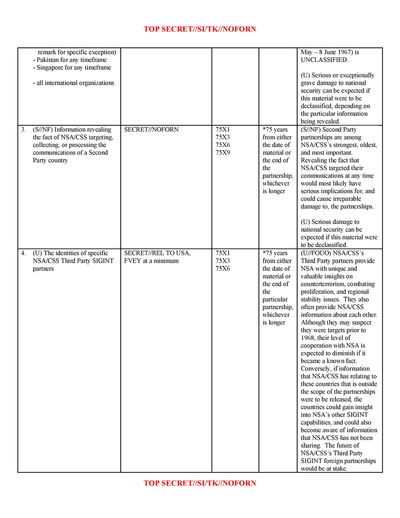 TOP SECRET//SI/TK//NOFORN
remark for specific exception)
- Pakistan for any timeframe
- Singapore for any timeframe
- all international organizations
May – 8 June 1967) is
UNCLASSIFIED.
(U) Serious or exceptionally
grave damage to national
security can be expected if
this material were to be
declassified, depending on
the particular information
being revealed.
3. (S//NF) Information revealing
the fact of NSA/CSS targeting,
collecting, or processing the
communications of a Second
Party country
SECRET//NOFORN
75X1
75X3
75X6
75X9
*75 years
from either
the date of
material or
the end of
the
partnership,
whichever
is longer
(S//NF) Second Party
partnerships are among
NSA/CSS's strongest, oldest,
and most important.
Revealing the fact that
NSA/CSS targeted their
communications at any time
would most likely have
serious implications for, and
could cause irreparable
damage to, the partnerships.
(U) Serious damage to
national security can be
expected if this material were
to be declassified.
4. (U) The identities of specific
NSA/CSS Third Party SIGINT
partners
SECRET//REL TO USA,
FVEY at a minimum
75X1
75X3
75X6
*75 years
from either
the date of
material or
the end of
the
particular
partnership,
whichever
is longer
(U//FOUO) NSA/CSS's
Third Party partners provide
NSA with unique and
valuable insights on
counterterrorism, combating
proliferation, and regional
stability issues. They also
often provide NSA/CSS
information about each other.
Although they may suspect
they were targets prior to
1968, their level of
cooperation with NSA is
expected to diminish if it
became a known fact.
Conversely, if information
that NSA/CSS has relating to
these countries that is outside
the scope of the partnerships
were to be released, the
countries could gain insight
into NSA's other SIGINT
capabilities, and could also
become aware of information
that NSA/CSS has not been
sharing. The future of
NSA/CSS's Third Party
SIGINT foreign partnerships
would be at stake.
TOP SECRET//SI/TK//NOFORN